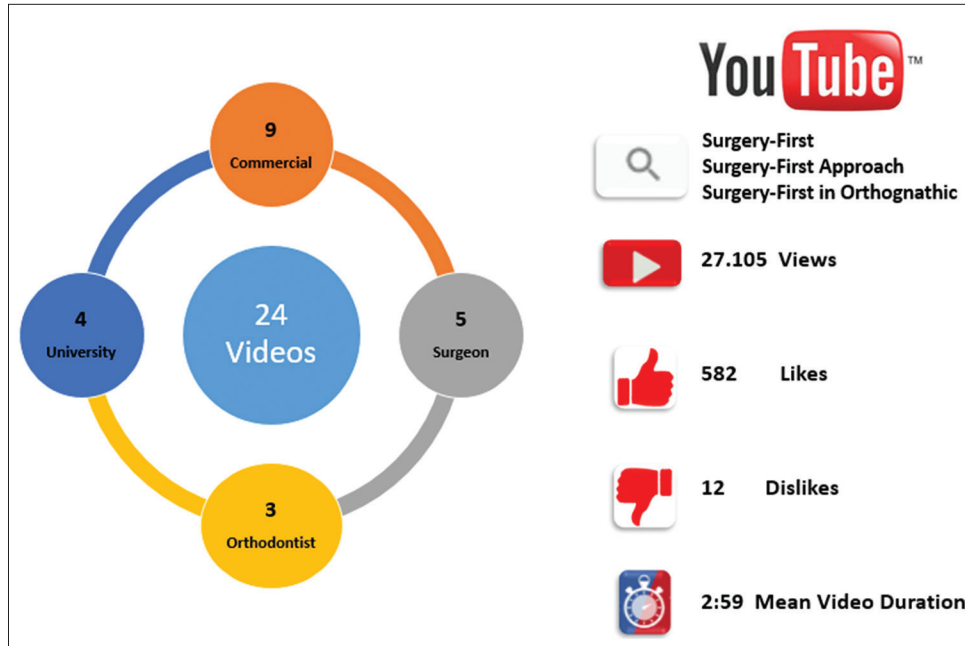 9
Commercial
4
University
24
Videos
5
Surgeon
3
Orthodontist
YouTube™
Surgery-First
Surgery-First Approach
Surgery-First in Orthognathic
27.105 Views
582 Likes
12 Dislikes
2:59 Mean Video Duration